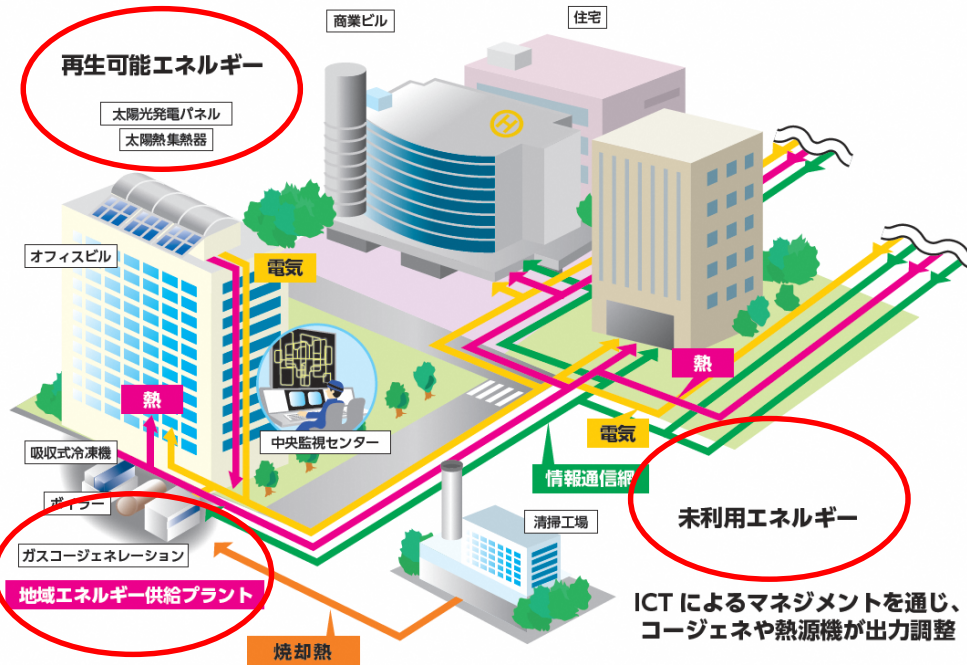 商業ビル
住宅
再生可能エネルギー
太陽光発電パネル
太陽熱集熱器
オフィスビル
電気
熱
熱
中央監視センター
電気
吸収式冷凍機
情報通信網
ボイラー
清掃工場
未利用エネルギー
ガスコージェネレーション
地域エネルギー供給プラント
焼却熱
ICTによるマネジメントを通じ、
コージェネや熱源機が出力調整